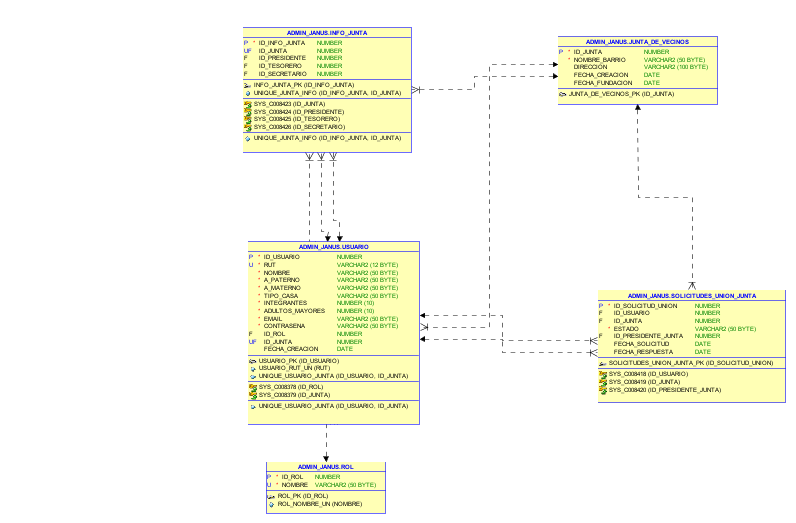 ADMIN_JANUS.INFO_JUNTA
P * ID_INFO_JUNTA NUMBER
UF ID_JUNTA NUMBER
F ID_PRESIDENTE NUMBER
F ID_TESORERO NUMBER
F ID_SECRETARIO NUMBER
INFO_JUNTA_PK (ID_INFO_JUNTA)
UNIQUE_JUNTA_INFO (ID_INFO_JUNTA, ID_JUNTA)
SYS_C008423 (ID_JUNTA)
SYS_C008424 (ID_PRESIDENTE)
SYS_C008425 (ID_TESORERO)
SYS_C008426 (ID_SECRETARIO)
UNIQUE_JUNTA_INFO (ID_INFO_JUNTA, ID_JUNTA)
ADMIN_JANUS.JUNTA_DE_VECINOS
P * ID_JUNTA NUMBER
* NOMBRE_BARRIO VARCHAR2 (50 BYTE)
DIRECCIÓN VARCHAR2 (100 BYTE)
FECHA_CREACION DATE
FECHA_FUNDACION DATE
JUNTA_DE_VECINOS_PK (ID_JUNTA)
ADMIN_JANUS.USUARIO
P * ID_USUARIO NUMBER
U * RUT VARCHAR2 (12 BYTE)
* NOMBRE VARCHAR2 (50 BYTE)
* A_PATERNO VARCHAR2 (50 BYTE)
* A_MATERNO VARCHAR2 (50 BYTE)
* TIPO_CASA VARCHAR2 (50 BYTE)
* INTEGRANTES NUMBER (10)
* ADULTOS_MAYORES NUMBER (10)
* EMAIL VARCHAR2 (50 BYTE)
* CONTRASENA VARCHAR2 (50 BYTE)
F ID_ROL NUMBER
UF ID_JUNTA NUMBER
FECHA_CREACION DATE
USUARIO_PK (ID_USUARIO)
USUARIO_RUT_UN (RUT)
UNIQUE_USUARIO_JUNTA (ID_USUARIO, ID_JUNTA)
SYS_C008378 (ID_ROL)
SYS_C008379 (ID_JUNTA)
UNIQUE_USUARIO_JUNTA (ID_USUARIO, ID_JUNTA)
ADMIN_JANUS.SOLICITUDES_UNION_JUNTA
P * ID_SOLICITUD_UNION NUMBER
F ID_USUARIO NUMBER
F ID_JUNTA NUMBER
* ESTADO VARCHAR2 (50 BYTE)
F ID_PRESIDENTE_JUNTA NUMBER
FECHA_SOLICITUD DATE
FECHA_RESPUESTA DATE
SOLICITUDES_UNION_JUNTA_PK (ID_SOLICITUD_UNION)
SYS_C008418 (ID_USUARIO)
SYS_C008419 (ID_JUNTA)
SYS_C008420 (ID_PRESIDENTE_JUNTA)
ADMIN_JANUS.ROL
P * ID_ROL NUMBER
U * NOMBRE VARCHAR2 (50 BYTE)
ROL_PK (ID_ROL)
ROL_NOMBRE_UN (NOMBRE)